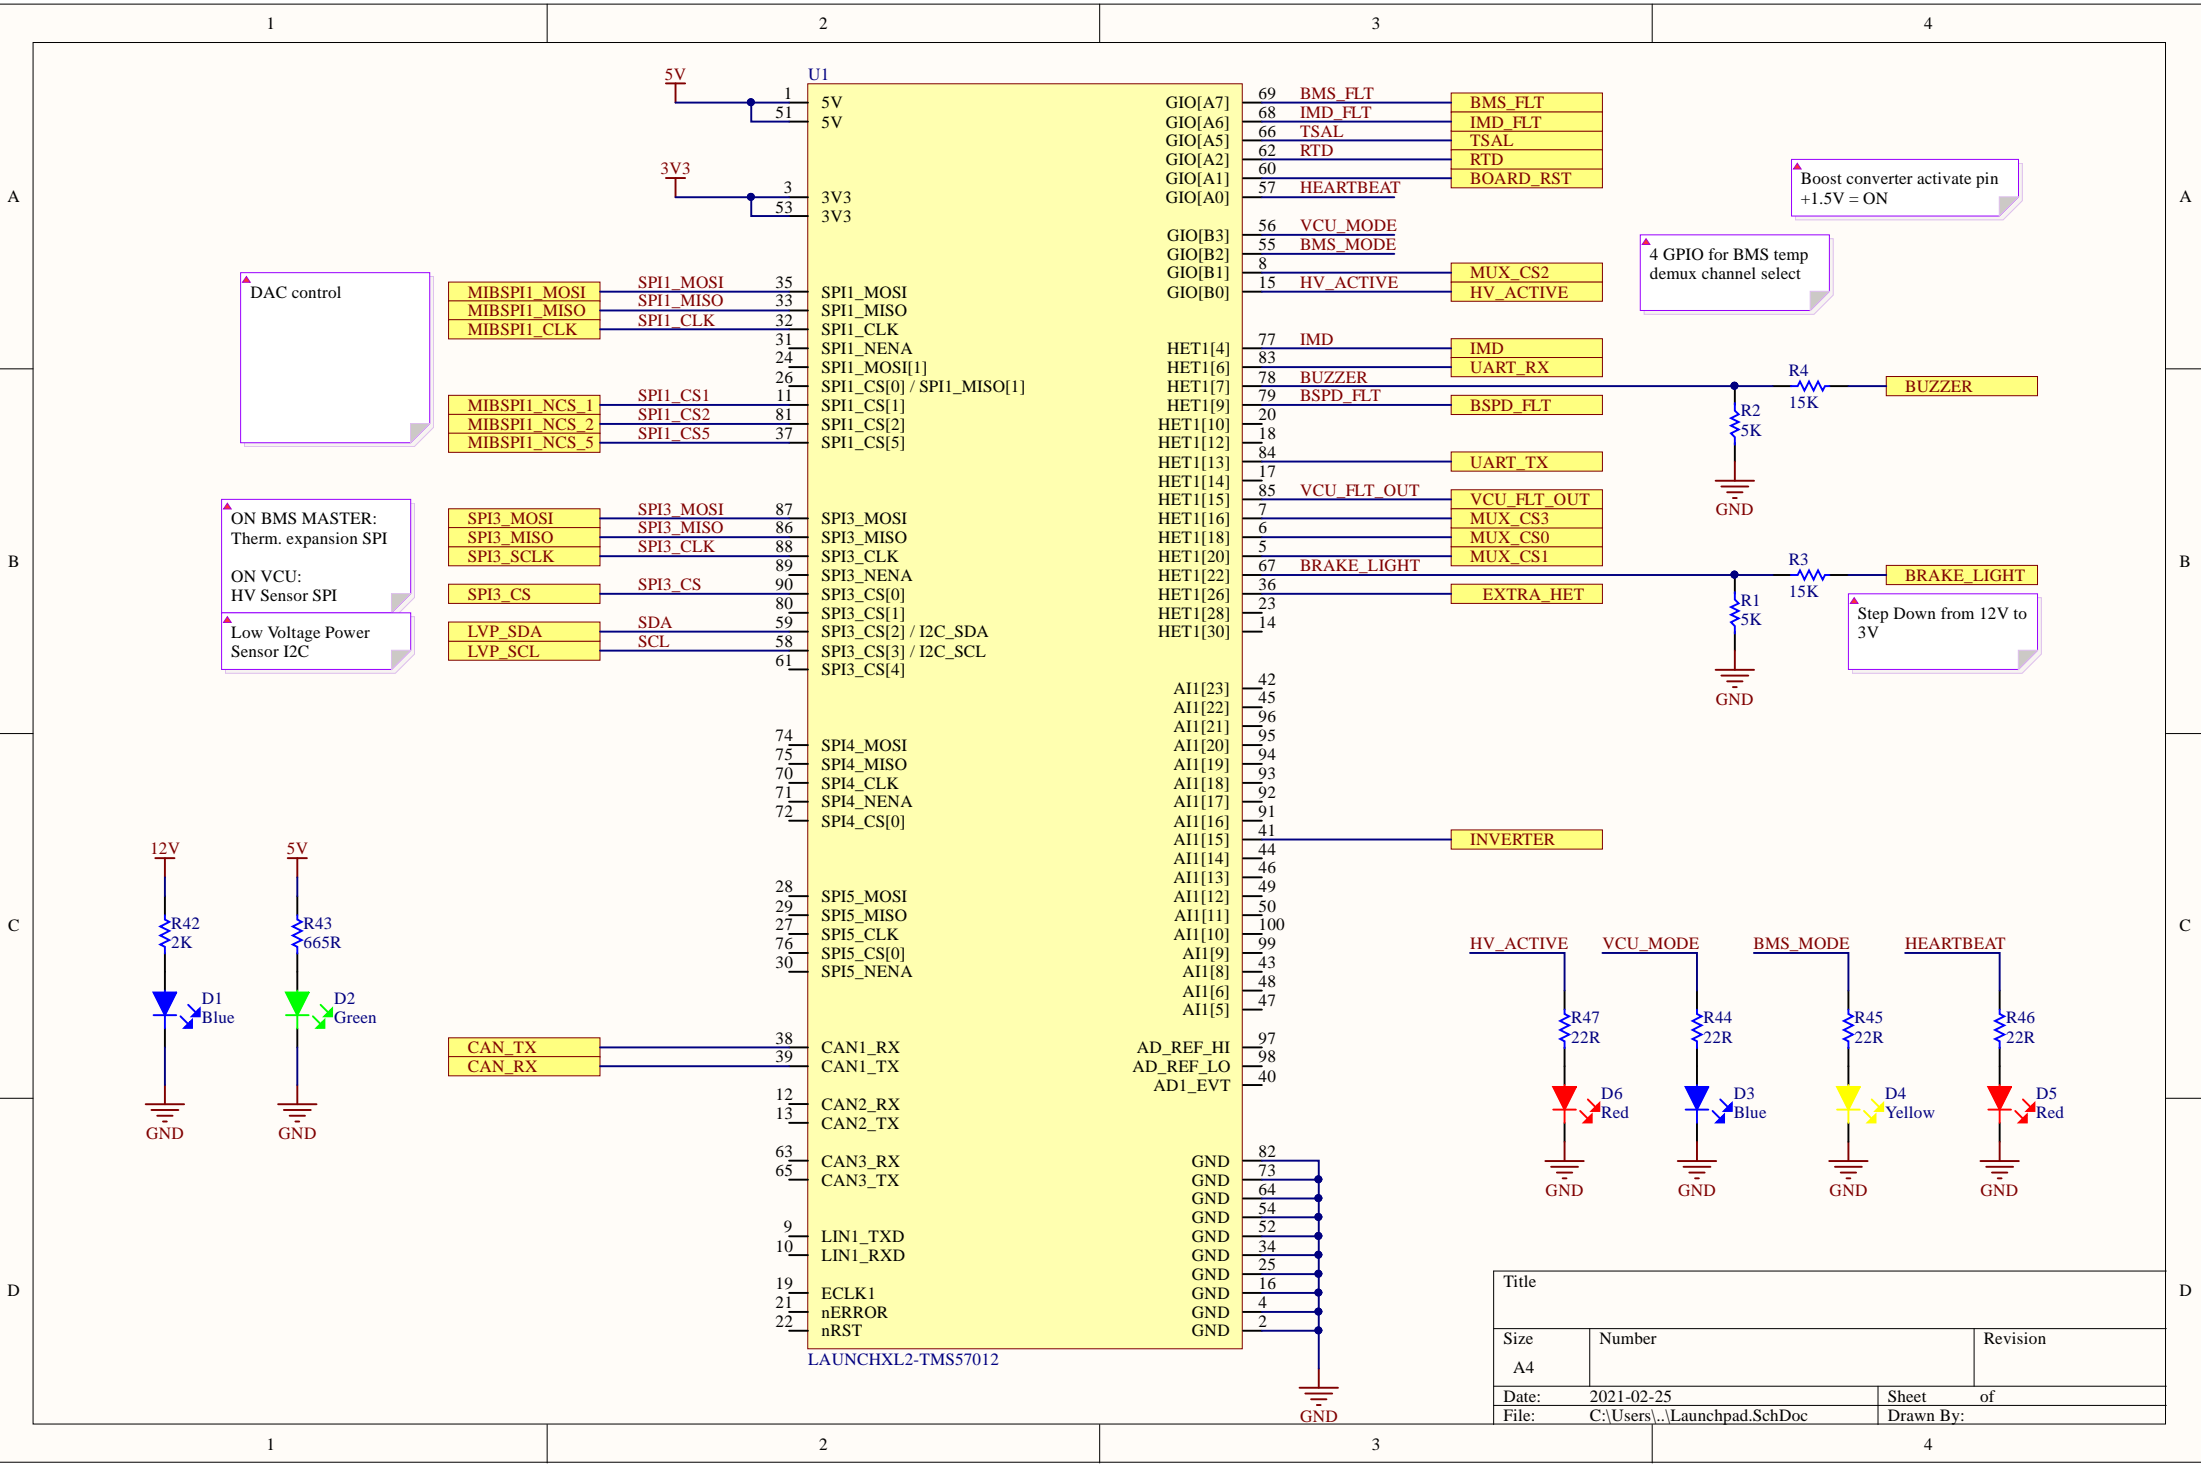 1 2 3 4
A
B
C
D
A
B
C
D
1 2 3 4
U1
5V
1 5V
51 5V
3V3
3 3V3
53 3V3
DAC control
MIBSPI1_MOSI SPI1_MOSI 35 SPI1_MOSI
MIBSPI1_MISO SPI1_MISO 33 SPI1_MISO
MIBSPI1_CLK SPI1_CLK 32 SPI1_CLK
31 SPI1_NENA
24 SPI1_MOSI[1]
26 SPI1_CS[0] / SPI1_MISO[1]
MIBSPI1_NCS_1 SPI1_CS1 11 SPI1_CS[1]
MIBSPI1_NCS_2 SPI1_CS2 81 SPI1_CS[2]
MIBSPI1_NCS_5 SPI1_CS5 37 SPI1_CS[5]
ON BMS MASTER:
Therm. expansion SPI
ON VCU:
HV Sensor SPI
Low Voltage Power
Sensor I2C
SPI3_MOSI SPI3_MOSI 87 SPI3_MOSI
SPI3_MISO SPI3_MISO 86 SPI3_MISO
SPI3_SCLK SPI3_CLK 88 SPI3_CLK
89 SPI3_NENA
SPI3_CS SPI3_CS 90 SPI3_CS[0]
80 SPI3_CS[1]
LVP_SDA SDA 59 SPI3_CS[2] / I2C_SDA
LVP_SCL SCL 58 SPI3_CS[3] / I2C_SCL
61 SPI3_CS[4]
74 SPI4_MOSI
75 SPI4_MISO
70 SPI4_CLK
71 SPI4_NENA
72 SPI4_CS[0]
28 SPI5_MOSI
29 SPI5_MISO
27 SPI5_CLK
76 SPI5_CS[0]
30 SPI5_NENA
CAN_TX 38 CAN1_RX
CAN_RX 39 CAN1_TX
12 CAN2_RX
13 CAN2_TX
63 CAN3_RX
65 CAN3_TX
9 LIN1_TXD
10 LIN1_RXD
19 ECLK1
21 nERROR
22 nRST
LAUNCHXL2-TMS57012
GIO[A7] 69 BMS_FLT BMS_FLT
GIO[A6] 68 IMD_FLT IMD_FLT
GIO[A5] 66 TSAL TSAL
GIO[A2] 62 RTD RTD
GIO[A1] 60 BOARD_RST
GIO[A0] 57 HEARTBEAT
GIO[B3] 56 VCU_MODE
GIO[B2] 55 BMS_MODE
GIO[B1] 8 MUX_CS2
GIO[B0] 15 HV_ACTIVE HV_ACTIVE
HET1[4] 77 IMD IMD
HET1[6] 83 UART_RX
HET1[7] 78 BUZZER
HET1[9] 79 BSPD_FLT BSPD_FLT
HET1[10] 20
HET1[12] 18
HET1[13] 84 UART_TX
HET1[14] 17
HET1[15] 85 VCU_FLT_OUT VCU_FLT_OUT
HET1[16] 7 MUX_CS3
HET1[18] 6 MUX_CS0
HET1[20] 5 MUX_CS1
HET1[22] 67 BRAKE_LIGHT
HET1[26] 36 EXTRA_HET
HET1[28] 23
HET1[30] 14
AI1[23] 42
AI1[22] 45
AI1[21] 96
AI1[20] 95
AI1[19] 94
AI1[18] 93
AI1[17] 92
AI1[16] 91
AI1[15] 41 INVERTER
AI1[14] 44
AI1[13] 46
AI1[12] 49
AI1[11] 50
AI1[10] 100
AI1[9] 99
AI1[8] 43
AI1[6] 48
AI1[5] 47
AD_REF_HI 97
AD_REF_LO 98
AD1_EVT 40
GND 82
GND 73
GND 64
GND 54
GND 52
GND 34
GND 25
GND 16
GND 4
GND 2
GND
Boost converter activate pin
+1.5V = ON
4 GPIO for BMS temp
demux channel select
R4
15K
BUZZER
R2
5K
GND
R3
15K
BRAKE_LIGHT
R1
5K
GND
Step Down from 12V to
3V
12V
R42
2K
D1
Blue
GND
5V
R43
665R
D2
Green
GND
HV_ACTIVE
R47
22R
D6
Red
GND
VCU_MODE
R44
22R
D3
Blue
GND
BMS_MODE
R45
22R
D4
Yellow
GND
HEARTBEAT
R46
22R
D5
Red
GND
Title
Size Number Revision
A4
Date: 2021-02-25 Sheet of
File: C:\Users\..\Launchpad.SchDoc Drawn By: